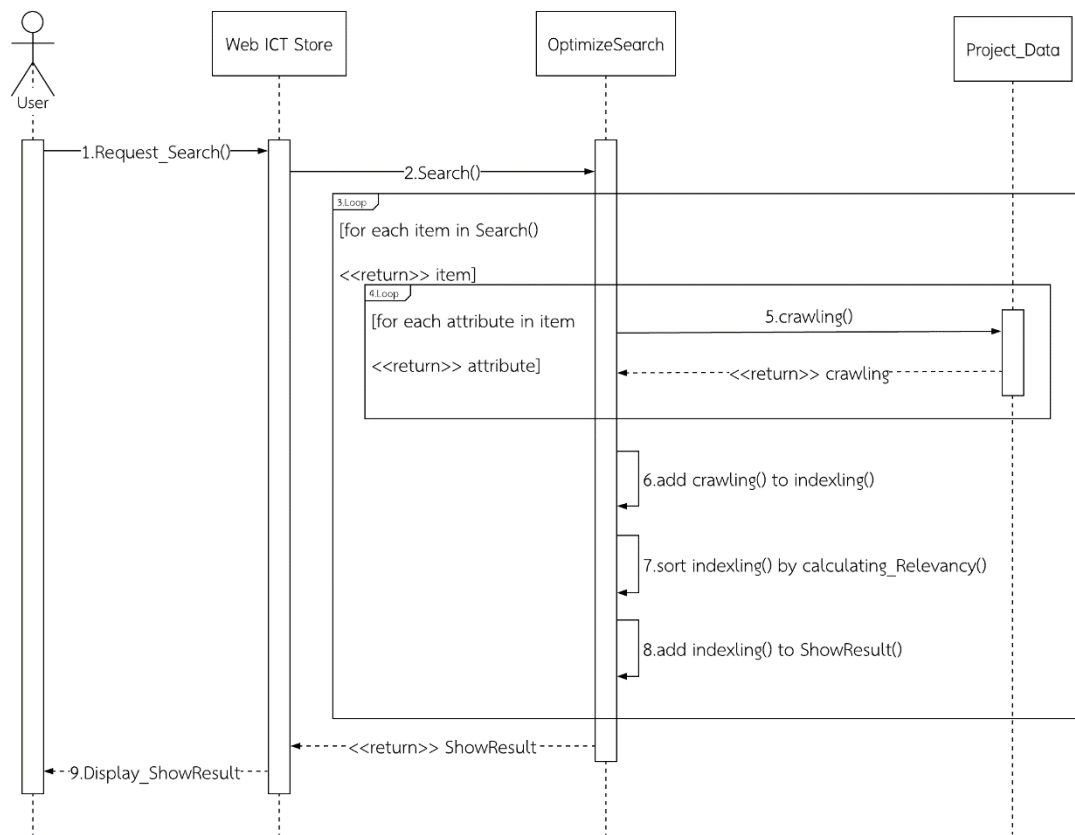 User
Web ICT Store
OptimizeSearch
Project_Data
1.Request_Search()
2.Search()
3.Loop
[for each item in Search()
<<return>> item]
4.Loop
[for each attribute in item
<<return>> attribute]
5.crawling()
<<return>> crawling
6.add crawling() to indexling()
7.sort indexling() by calculating_Relevancy()
8.add indexling() to ShowResult()
<<return>> ShowResult
9.Display_ShowResult